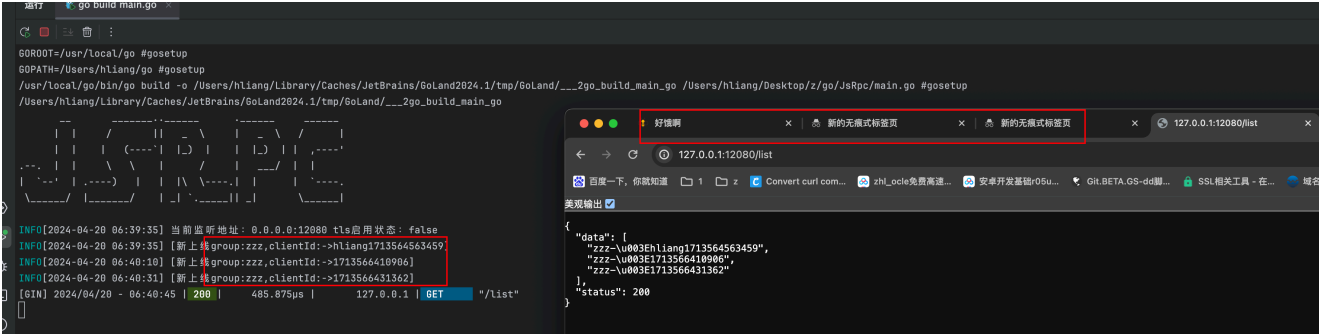 运行 go build main.go ×
GOROOT=/usr/local/go #gosetup
GOPATH=/Users/hliang/go #gosetup
/usr/local/go/bin/go build -o /Users/hliang/Library/Caches/JetBrains/GoLand2024.1/tmp/GoLand/___2go_build_main_go /Users/hliang/Desktop/z/go/JsRpc/main.go #gosetup
/Users/hliang/Library/Caches/JetBrains/GoLand2024.1/tmp/GoLand/___2go_build_main_go
INFO[2024-04-20 06:39:35] 当前监听地址：0.0.0.0:12080 tls启用状态：false
INFO[2024-04-20 06:39:35] [新上线group:zzz,clientId:->hliang1713564563459]
INFO[2024-04-20 06:40:10] [新上线group:zzz,clientId:->1713566410906]
INFO[2024-04-20 06:40:31] [新上线group:zzz,clientId:->1713566431362]
[GIN] 2024/04/20 - 06:40:45 | 200 | 485.875µs | 127.0.0.1 | GET "/list"
好饿啊 × 新的无痕式标签页 × 新的无痕式标签页 × 127.0.0.1:12080/list ×
127.0.0.1:12080/list
百度一下，你就知道 1 z Convert curl com... zhl_ocle免费高速... 安卓开发基础r05u... Git.BETA.GS-dd脚... SSL相关工具 - 在... 域名
美观输出
{
"data": [
"zzz-\u003Ehliang1713564563459",
"zzz-\u003E1713566410906",
"zzz-\u003E1713566431362"
],
"status": 200
}